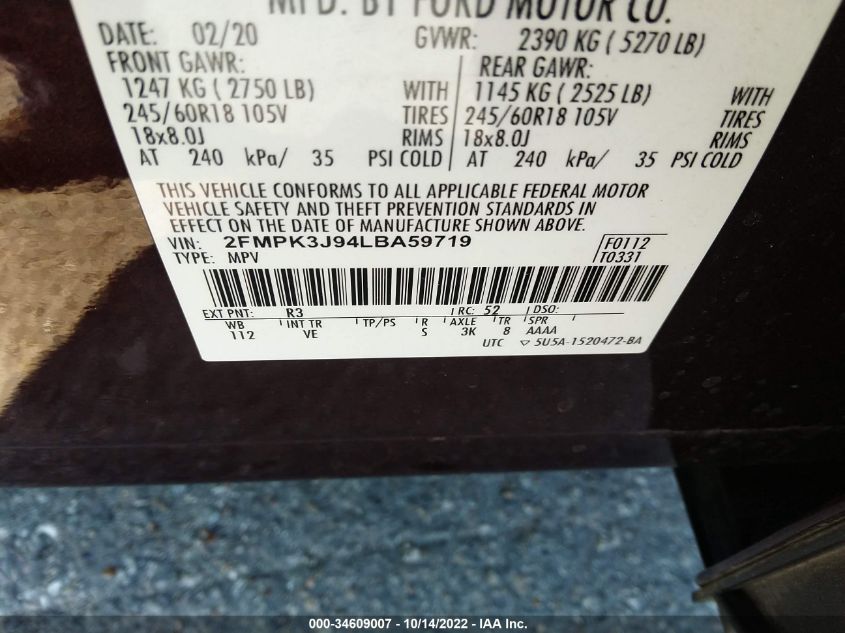 MFD. BY FORD MOTOR CO.
DATE: 02/20 GVWR: 2390 KG ( 5270 LB)
FRONT GAWR: REAR GAWR:
1247 KG ( 2750 LB) WITH 1145 KG ( 2525 LB) WITH
245/60R18 105V TIRES 245/60R18 105V TIRES
18x8.0J RIMS 18x8.0J RIMS
AT 240 kPa/ 35 PSI COLD AT 240 kPa/ 35 PSI COLD
THIS VEHICLE CONFORMS TO ALL APPLICABLE FEDERAL MOTOR
VEHICLE SAFETY AND THEFT PREVENTION STANDARDS IN
EFFECT ON THE DATE OF MANUFACTURE SHOWN ABOVE.
VIN: 2FMPK3J94LBA59719 F0112
TYPE: MPV T0331
EXT PNT: R3 RC: 52 DSO:
WB INT TR TP/PS R AXLE TR SPR
112 VE S 3K 8 AAAA
UTC ▽ 5U5A-1520472-BA
000-34609007 - 10/14/2022 - IAA Inc.